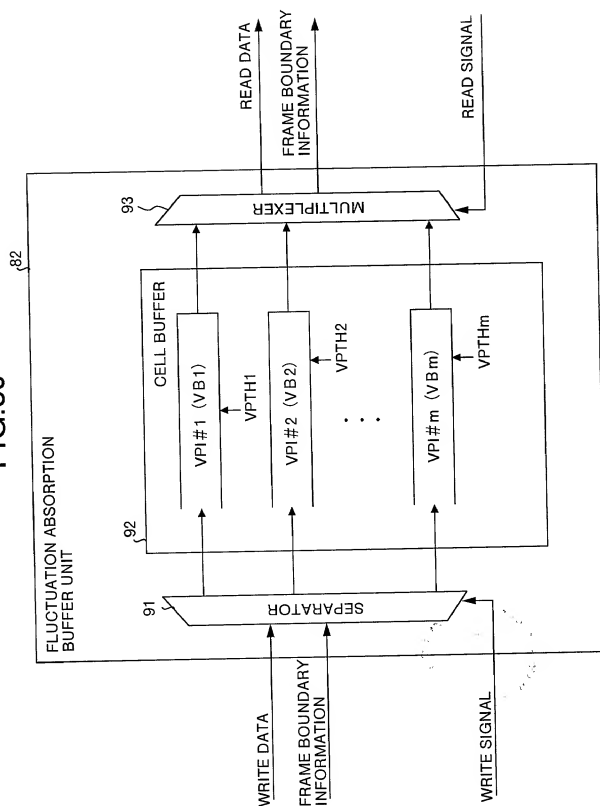 82
FLUCTUATION ABSORPTION
BUFFER UNIT
92
CELL BUFFER
91
SEPARATOR
93
MULTIPLEXER
WRITE DATA
FRAME BOUNDARY
INFORMATION
WRITE SIGNAL
VPI#1 (VB1)
VPTH1
VPI#2 (VB2)
VPTH2
VPI#m (VBm)
VPTHm
READ DATA
FRAME BOUNDARY
INFORMATION
READ SIGNAL